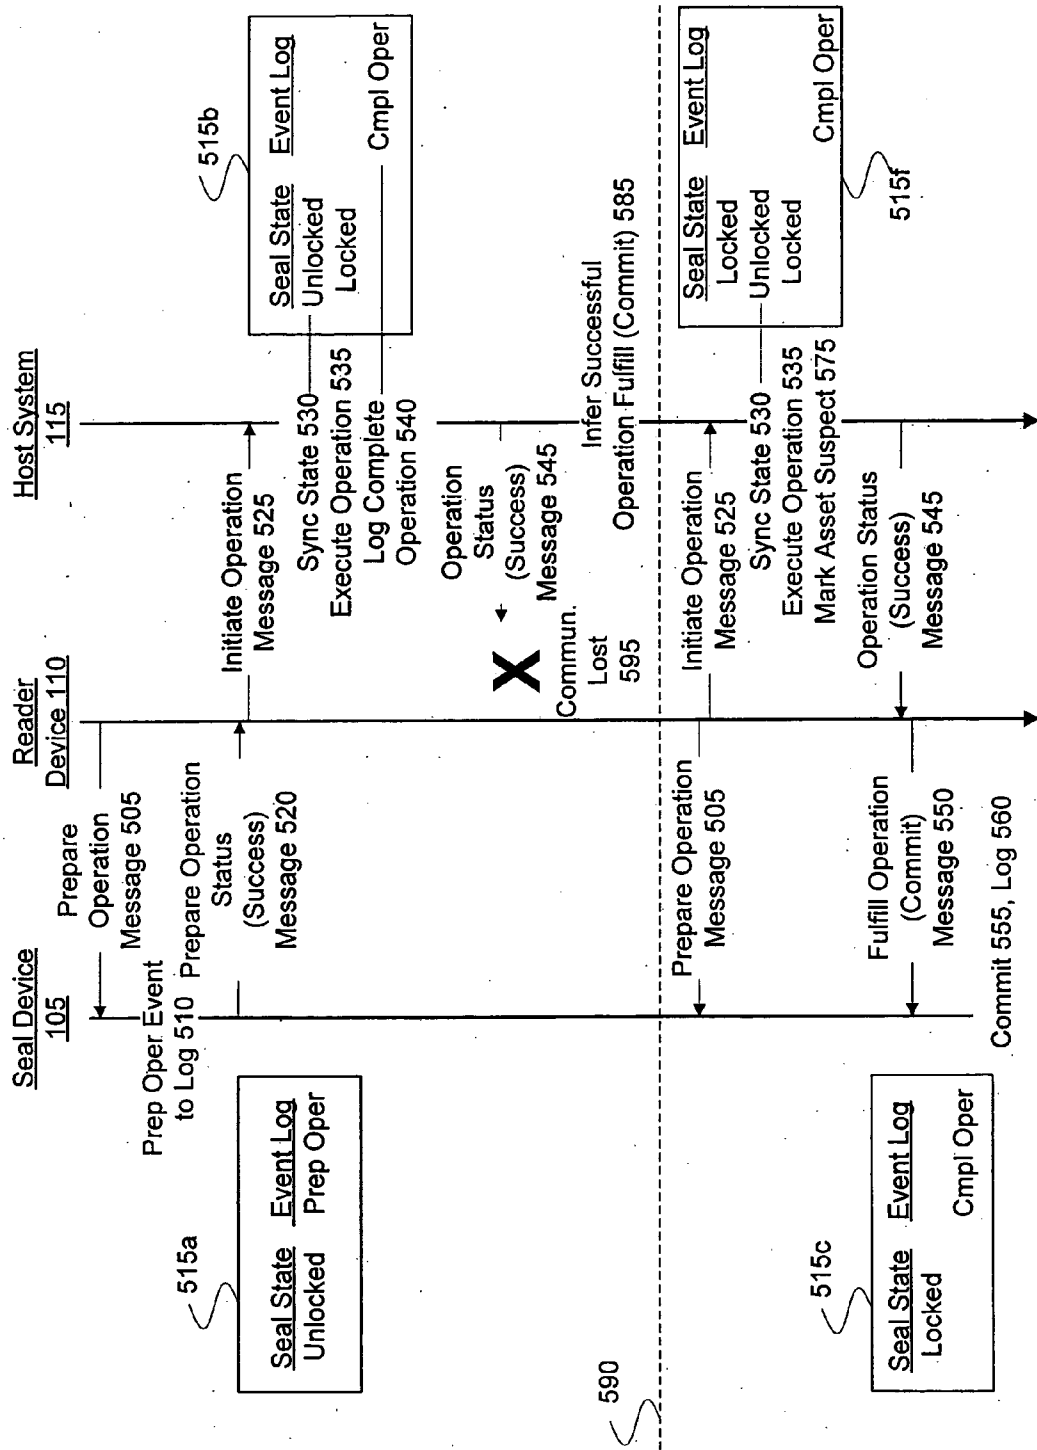 Seal Device
105
Reader
Device 110
Host System
115
Prepare
Operation
Message 505
Prep Oper Event
to Log 510
Prepare Operation
Status
(Success)
Message 520
515a
Seal State Event Log
Unlocked Prep Oper
Initiate Operation
Message 525
Sync State 530
Execute Operation 535
Log Complete
Operation 540
515b
Seal State Event Log
Unlocked
Locked
Cmpl Oper
Operation
Status
(Success)
Message 545
X
Commun.
Lost
595
Infer Successful
Operation Fulfill (Commit) 585
590
Prepare Operation
Message 505
Initiate Operation
Message 525
Sync State 530
Execute Operation 535
Mark Asset Suspect 575
Seal State Event Log
Locked
Unlocked
Locked
Cmpl Oper
515f
Operation Status
(Success)
Message 545
Fulfill Operation
(Commit)
Message 550
Commit 555, Log 560
515c
Seal State Event Log
Locked
Cmpl Oper